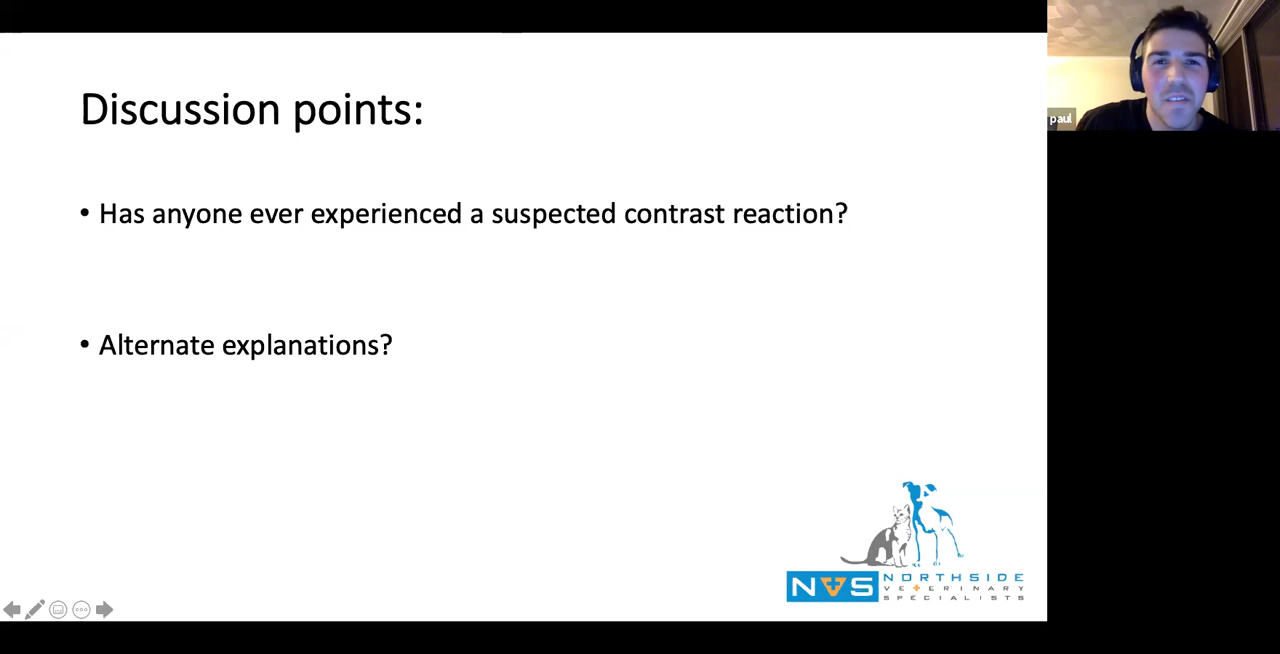 Discussion points:
• Has anyone ever experienced a suspected contrast reaction?
• Alternate explanations?
paul
NVS
NORTHSIDE
VETERINARY
SPECIALISTS